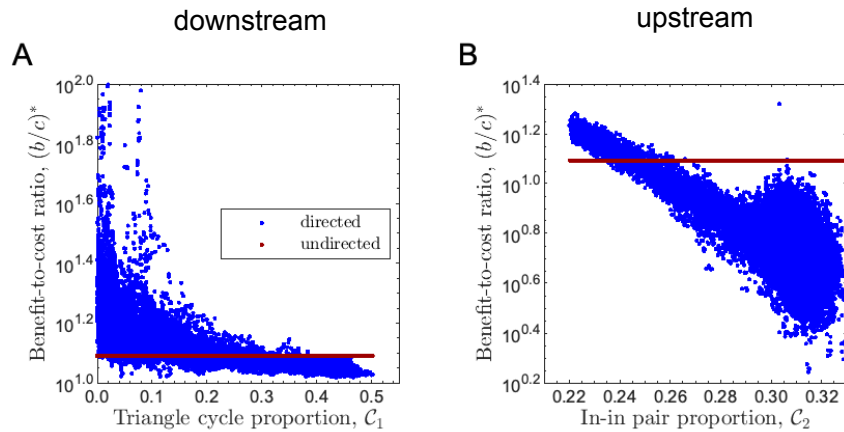 downstream
upstream
A
B
10^2.0
10^1.8
10^1.6
10^1.4
10^1.2
10^1.0
Benefit-to-cost ratio, (b/c)*
directed
undirected
0.0 0.1 0.2 0.3 0.4 0.5
Triangle cycle proportion, C₁
10^1.4
10^1.2
10^1.0
10^0.8
10^0.6
10^0.4
10^0.2
Benefit-to-cost ratio, (b/c)*
0.22 0.24 0.26 0.28 0.30 0.32
In-in pair proportion, C₂